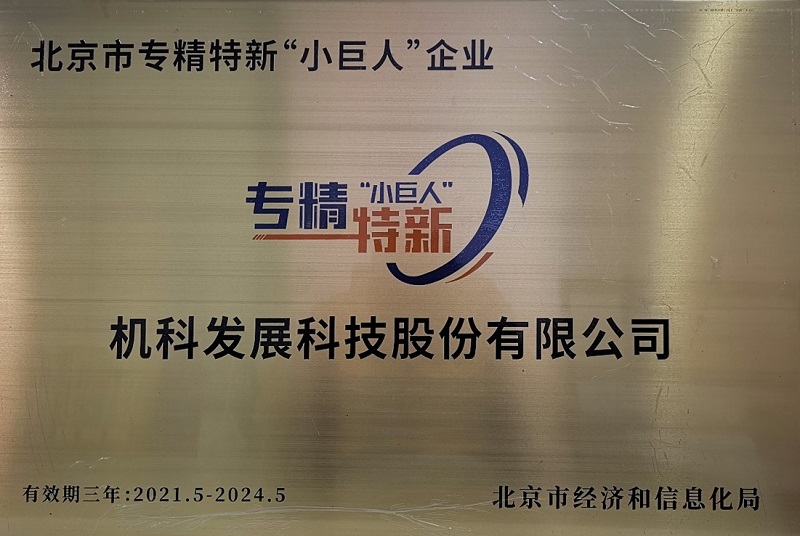 北京市专精特新“小巨人”企业
专精“小巨人”
特新
机科发展科技股份有限公司
有效期三年:2021.5-2024.5
北京市经济和信息化局